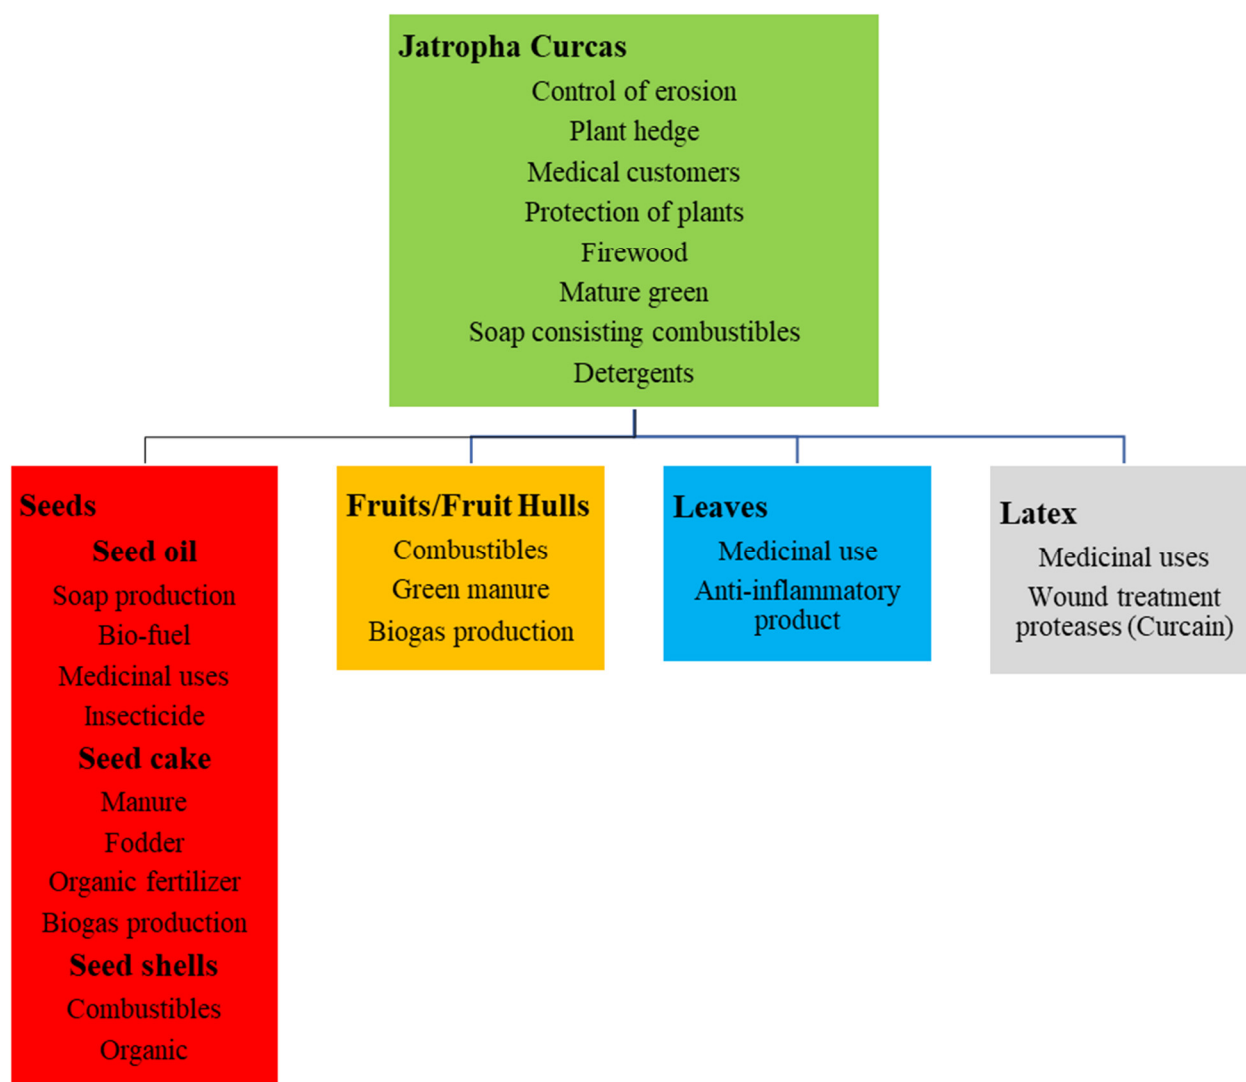 Jatropha Curcas
Control of erosion
Plant hedge
Medical customers
Protection of plants
Firewood
Mature green
Soap consisting combustibles
Detergents
Seeds
Seed oil
Soap production
Bio-fuel
Medicinal uses
Insecticide
Seed cake
Manure
Fodder
Organic fertilizer
Biogas production
Seed shells
Combustibles
Organic
Fruits/Fruit Hulls
Combustibles
Green manure
Biogas production
Leaves
Medicinal use
Anti-inflammatory
product
Latex
Medicinal uses
Wound treatment
proteases (Curcain)